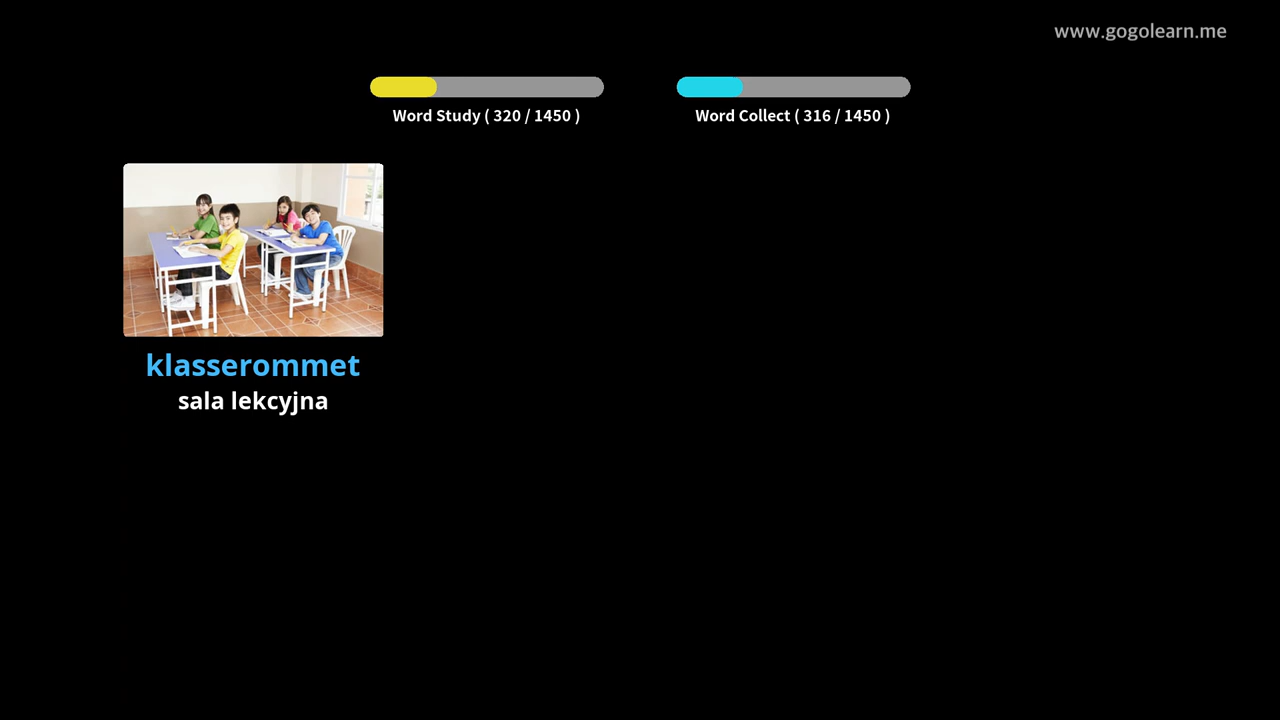 www.gogolearn.me
Word Study ( 320 / 1450 )
Word Collect ( 316 / 1450 )
klasserommet
sala lekcyjna